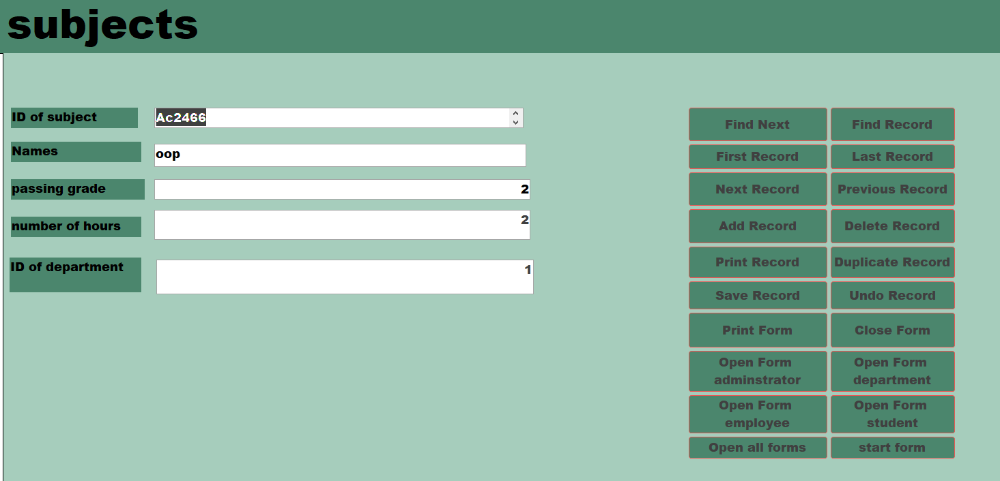 subjects
ID of subject Ac2466
Names oop
passing grade 2
number of hours 2
ID of department 1
Find Next Find Record
First Record Last Record
Next Record Previous Record
Add Record Delete Record
Print Record Duplicate Record
Save Record Undo Record
Print Form Close Form
Open Form
adminstrator
Open Form
department
Open Form
employee
Open Form
student
Open all forms start form